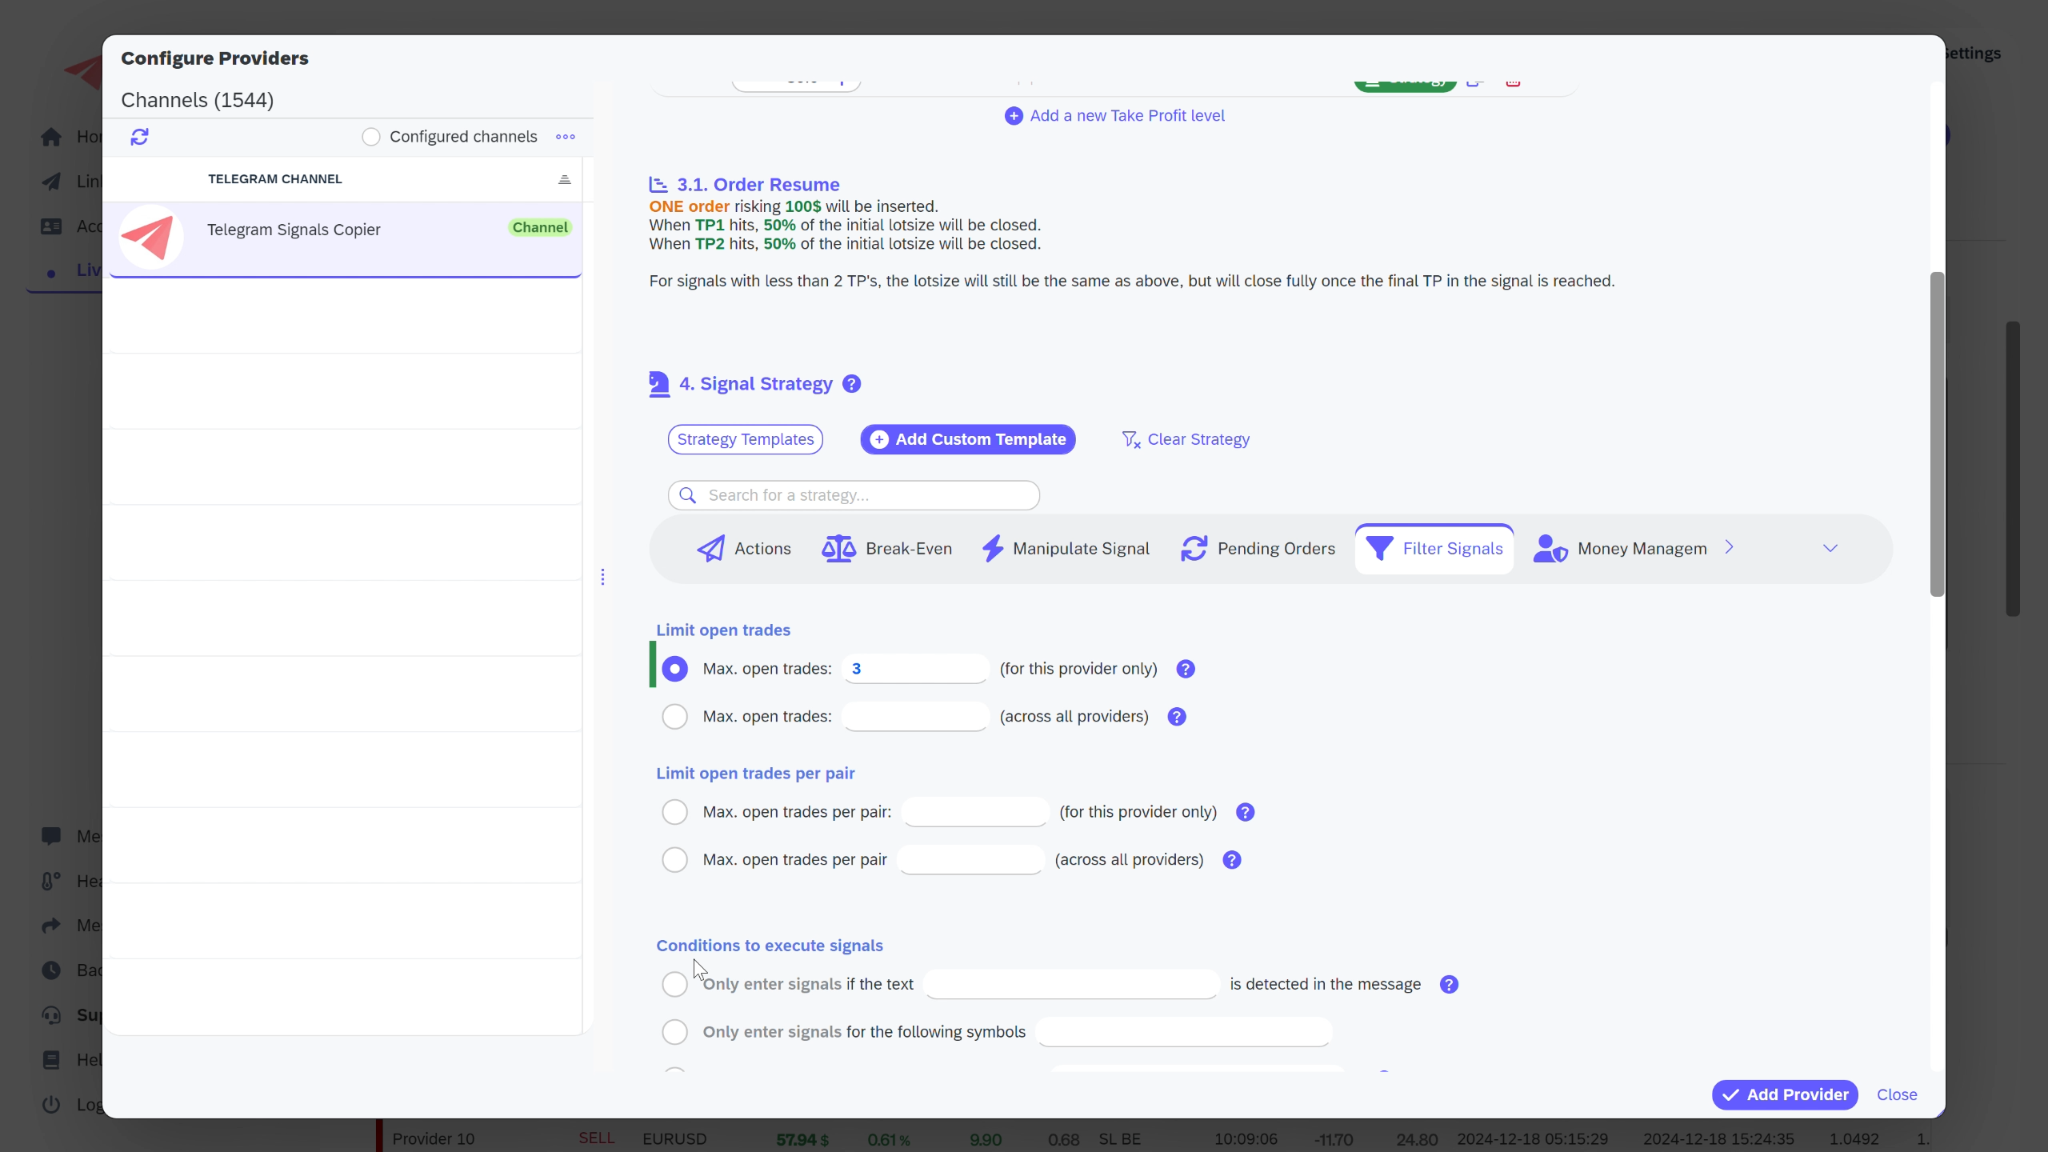 Configure Providers
Settings
Channels (1544)
Configured channels
TELEGRAM CHANNEL
Telegram Signals Copier
Channel
Add a new Take Profit level
3.1. Order Resume
ONE order risking 100$ will be inserted.
When TP1 hits, 50% of the initial lotsize will be closed.
When TP2 hits, 50% of the initial lotsize will be closed.
For signals with less than 2 TP's, the lotsize will still be the same as above, but will close fully once the final TP in the signal is reached.
4. Signal Strategy
Strategy Templates
Add Custom Template
Clear Strategy
Search for a strategy...
Actions
Break-Even
Manipulate Signal
Pending Orders
Filter Signals
Money Managem
Limit open trades
Max. open trades: 3 (for this provider only)
Max. open trades: (across all providers)
Limit open trades per pair
Max. open trades per pair: (for this provider only)
Max. open trades per pair (across all providers)
Conditions to execute signals
Only enter signals if the text is detected in the message
Only enter signals for the following symbols
Add Provider
Close
Provider 10 SELL EURUSD 57.94 $ 0.61 % 9.90 0.68 SL BE 10:09:06 -11.70 24.80 2024-12-18 05:15:29 2024-12-18 15:24:35 1.0492 1.